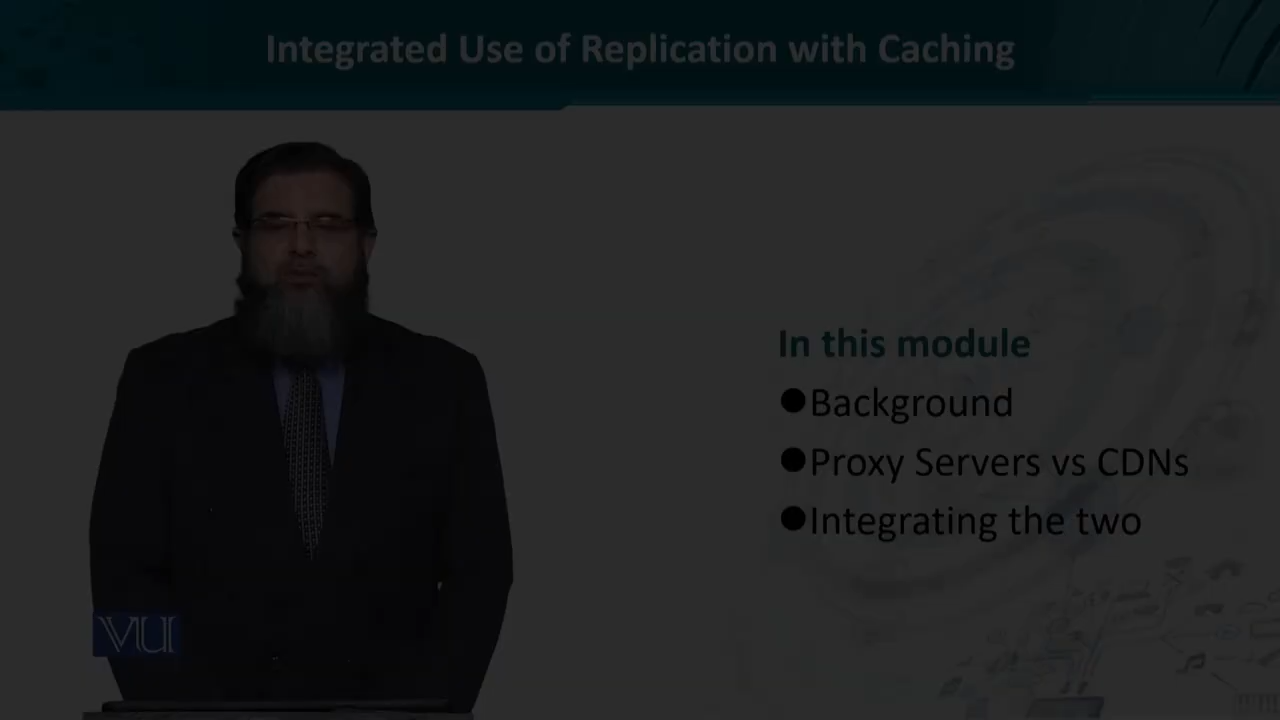 Integrated Use of Replication with Caching
In this module
●Background
●Proxy Servers vs CDNs
●Integrating the two
VU